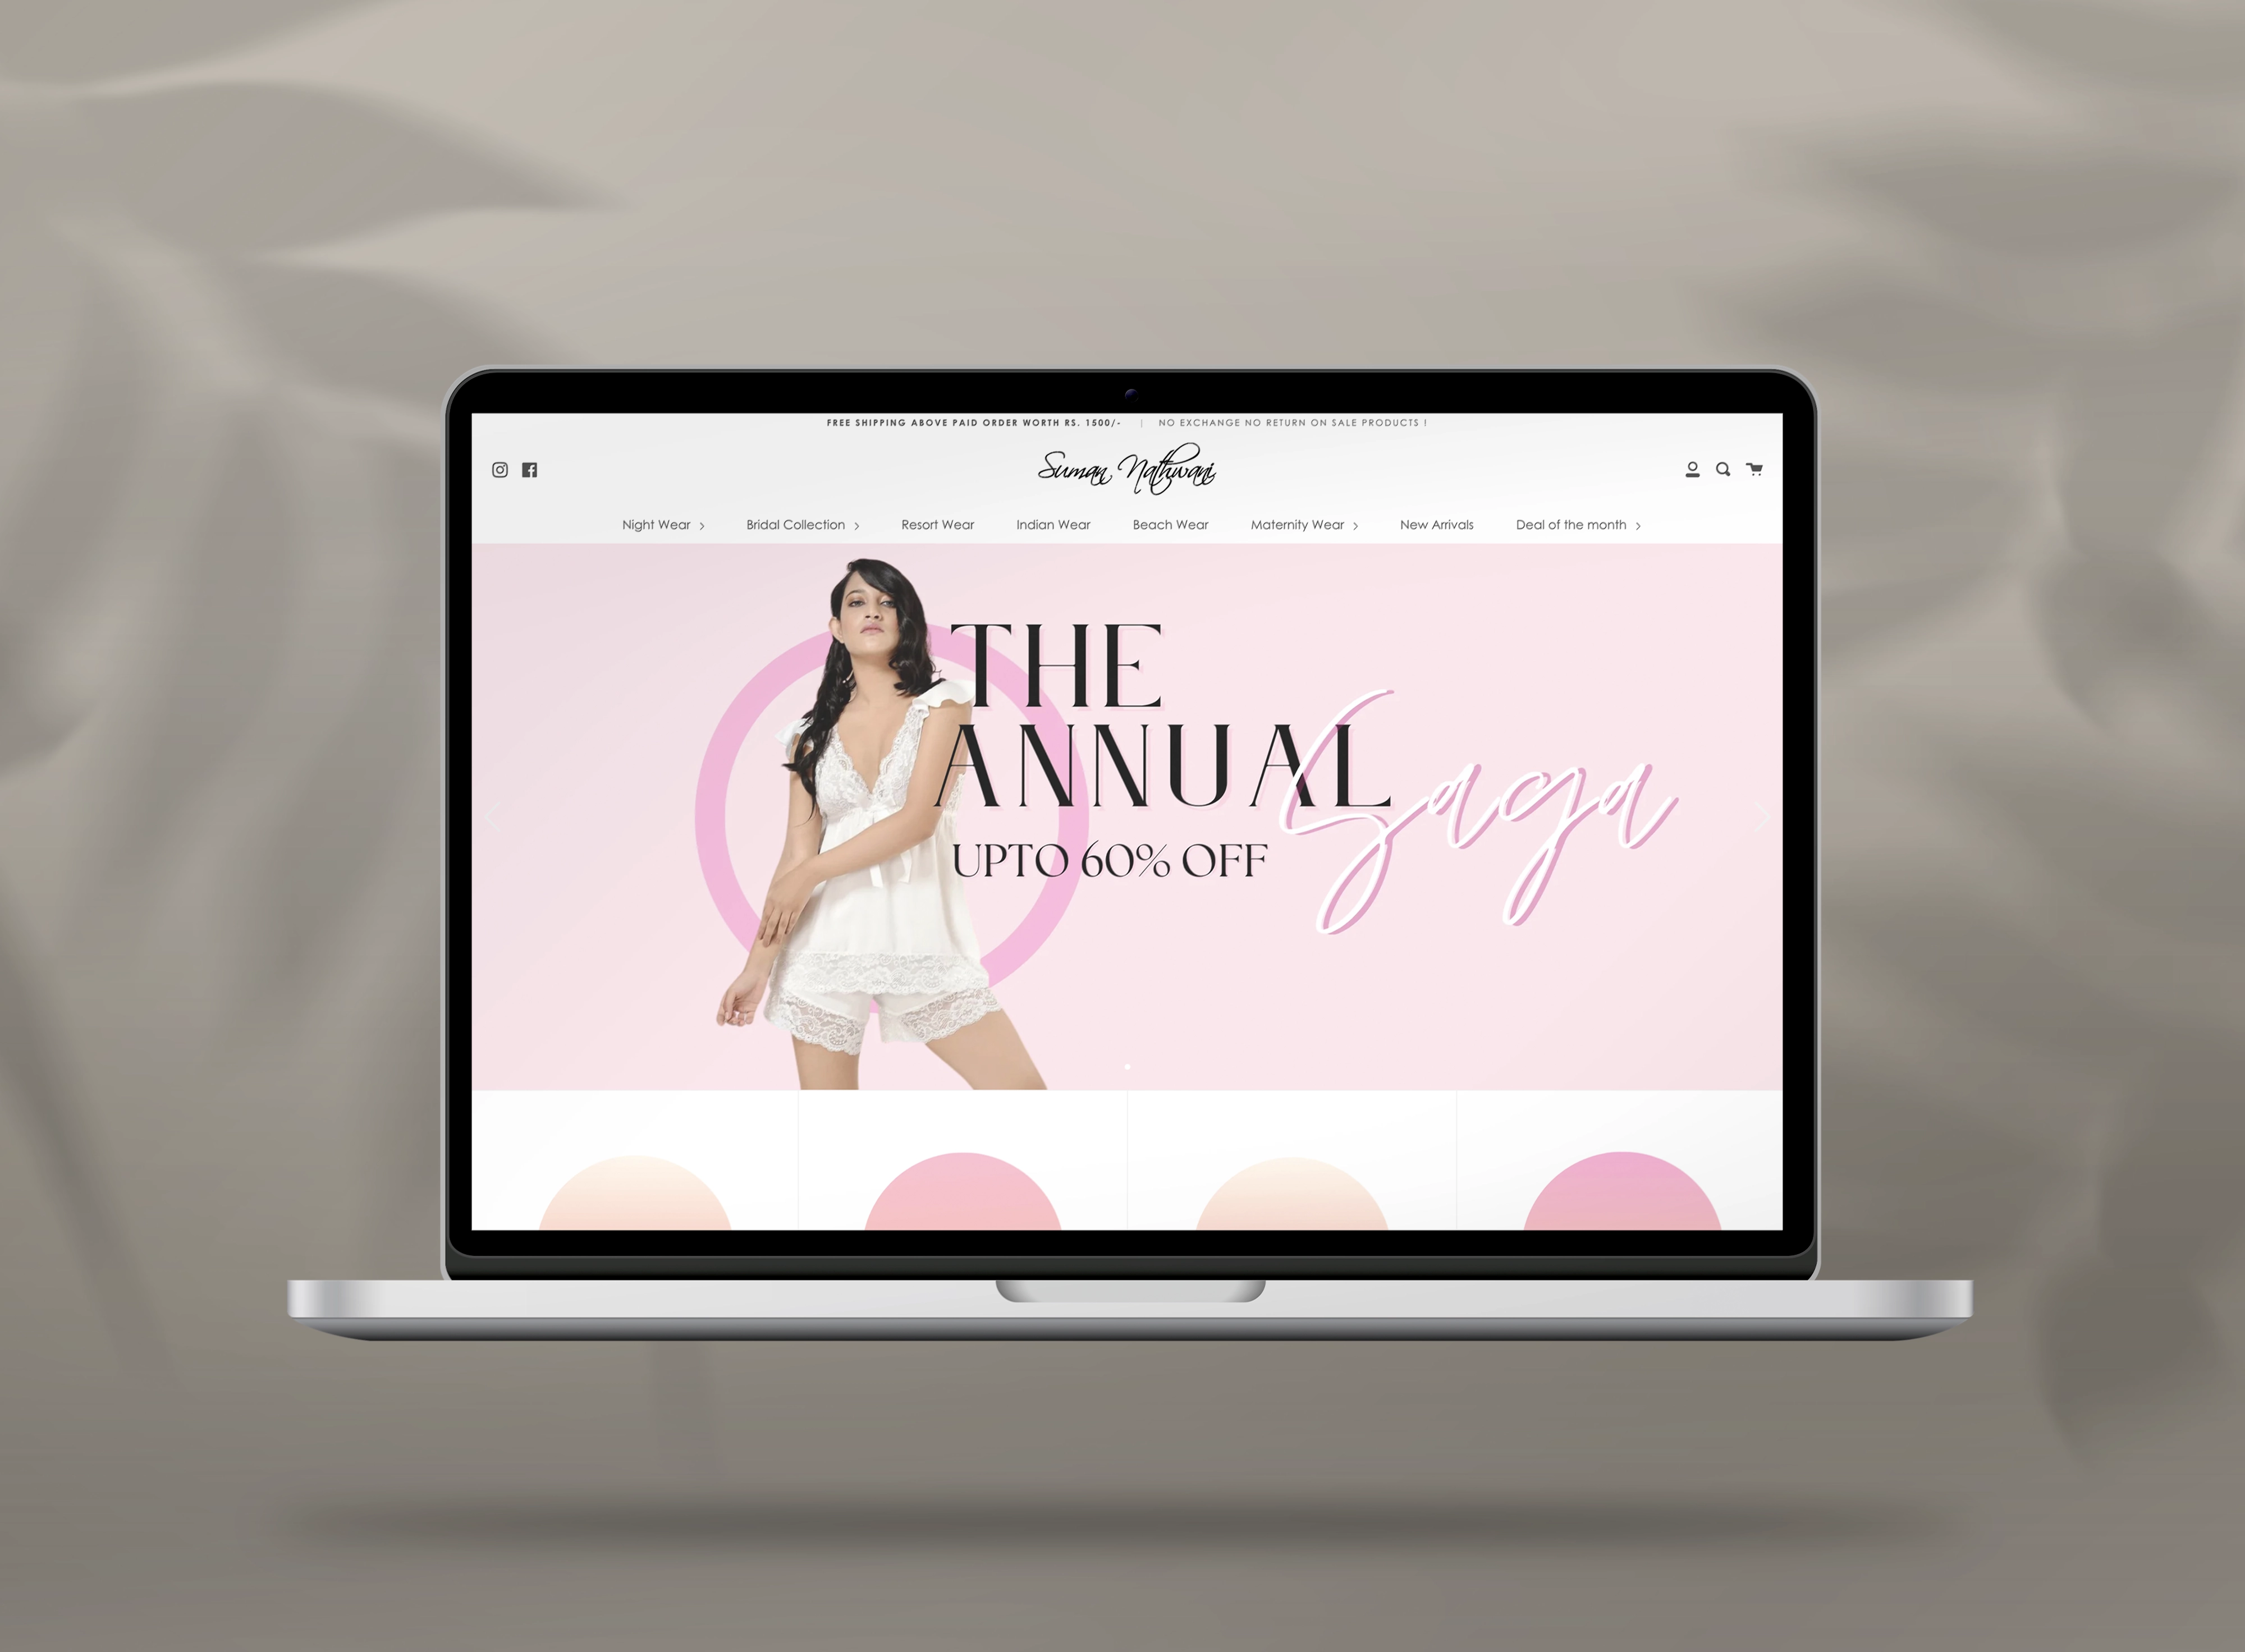 FREE SHIPPING ABOVE PAID ORDER WORTH RS. 1500/- | NO EXCHANGE NO RETURN ON SALE PRODUCTS !
Suman Nathwani
Night Wear Bridal Collection Resort Wear Indian Wear Beach Wear Maternity Wear New Arrivals Deal of the month
THE
ANNUAL
Saga
UPTO 60% OFF